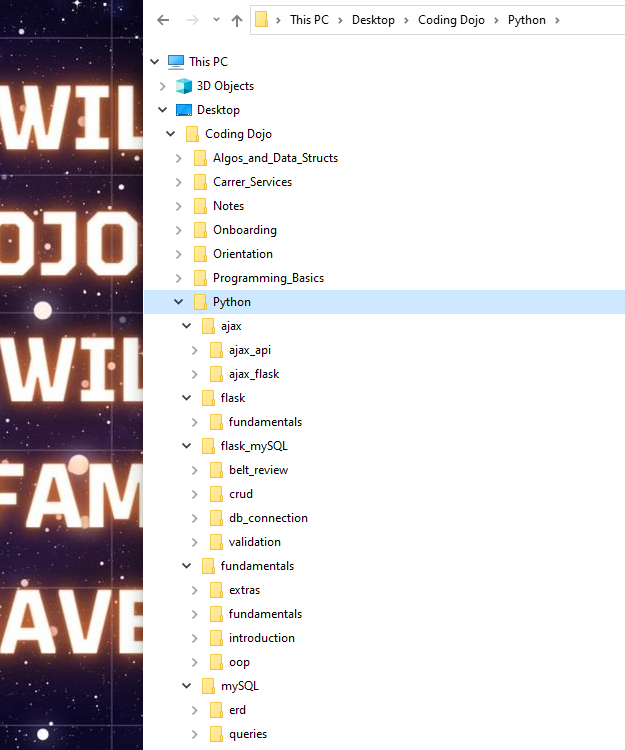 WIL
OJO
WIL
FAM
AVE
This PC > Desktop > Coding Dojo > Python >
This PC
3D Objects
Desktop
Coding Dojo
Algos_and_Data_Structs
Carrer_Services
Notes
Onboarding
Orientation
Programming_Basics
Python
ajax
ajax_api
ajax_flask
flask
fundamentals
flask_mySQL
belt_review
crud
db_connection
validation
fundamentals
extras
fundamentals
introduction
oop
mySQL
erd
queries